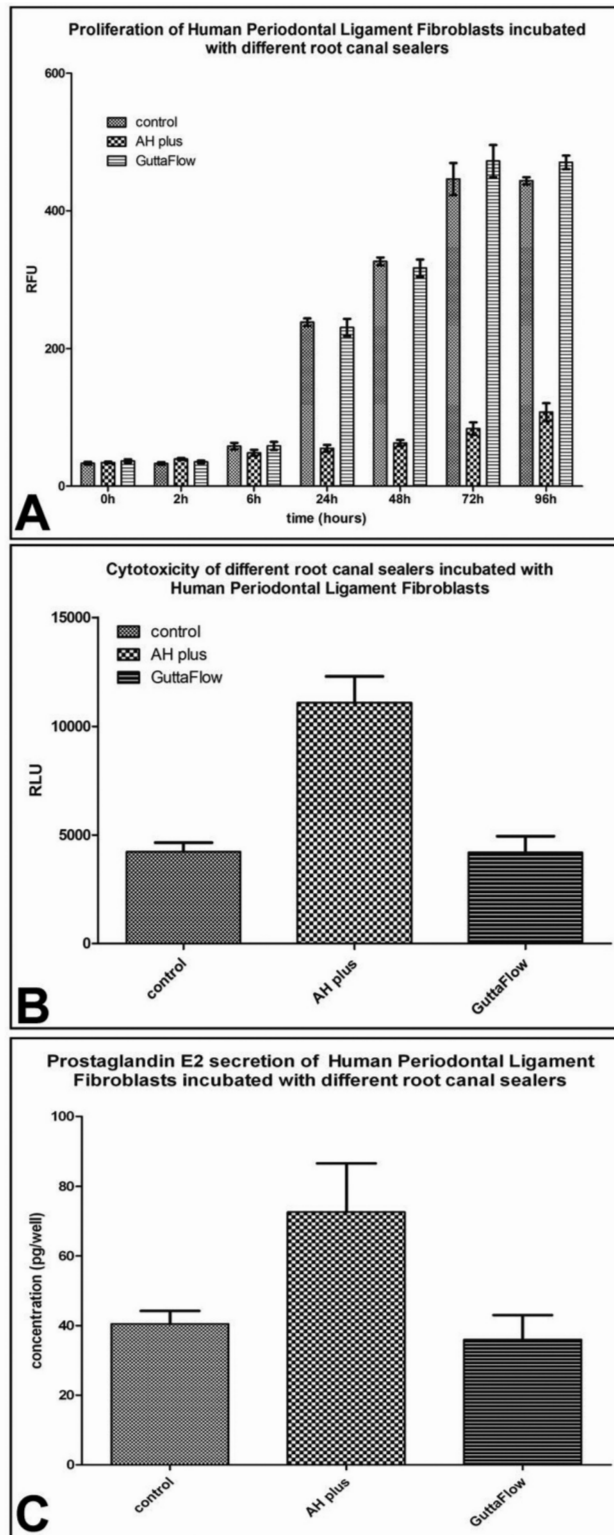 Proliferation of Human Periodontal Ligament Fibroblasts incubated
with different root canal sealers
600
400
200
0
RFU
control
AH plus
GuttaFlow
0h 2h 6h 24h 48h 72h 96h
time (hours)
A
Cytotoxicity of different root canal sealers incubated with
Human Periodontal Ligament Fibroblasts
15000
10000
5000
0
RLU
control
AH plus
GuttaFlow
control AH plus GuttaFlow
B
Prostaglandin E2 secretion of Human Periodontal Ligament
Fibroblasts incubated with different root canal sealers
100
80
60
40
20
0
concentration (pg/well)
control AH plus GuttaFlow
C